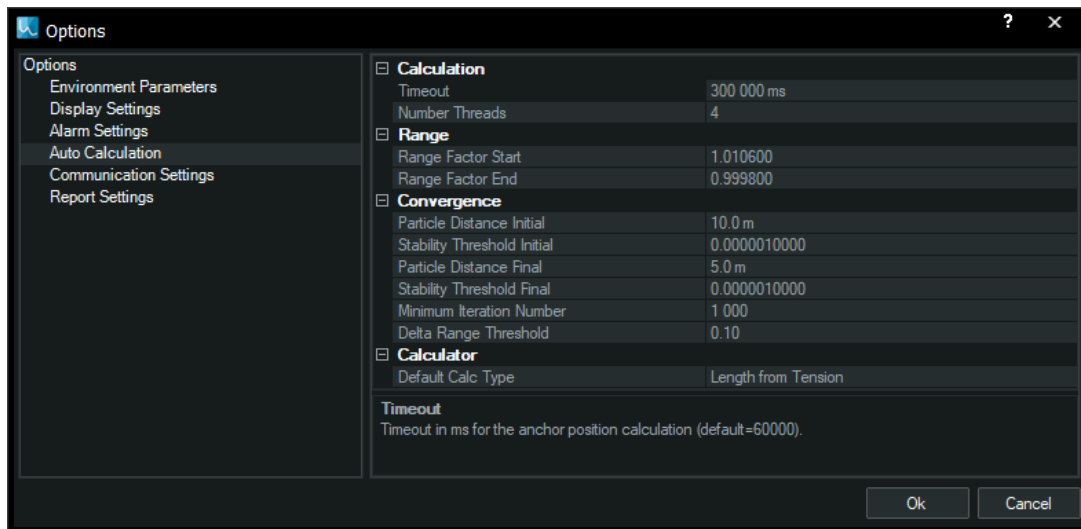 Options
? ×
Options
Environment Parameters
Display Settings
Alarm Settings
Auto Calculation
Communication Settings
Report Settings
Calculation
Timeout 300 000 ms
Number Threads 4
Range
Range Factor Start 1.010600
Range Factor End 0.999800
Convergence
Particle Distance Initial 10.0 m
Stability Threshold Initial 0.0000010000
Particle Distance Final 5.0 m
Stability Threshold Final 0.0000010000
Minimum Iteration Number 1 000
Delta Range Threshold 0.10
Calculator
Default Calc Type Length from Tension
Timeout
Timeout in ms for the anchor position calculation (default=60000).
Ok Cancel